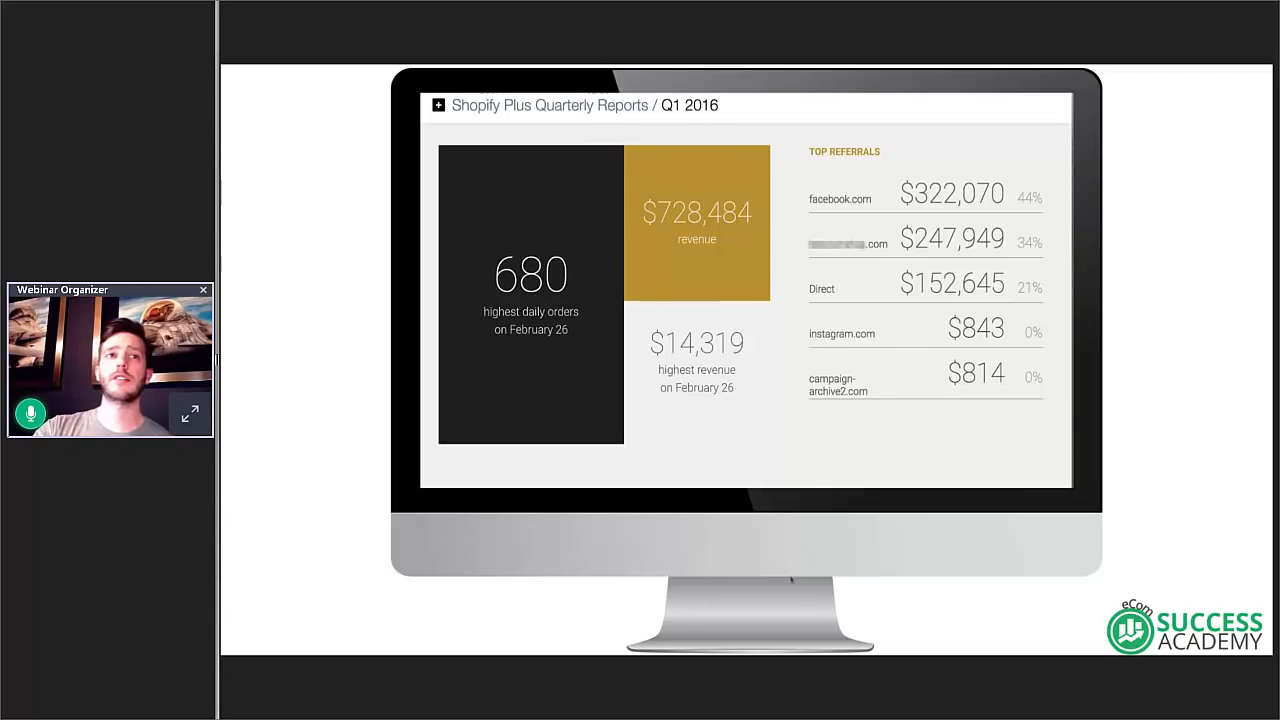 Webinar Organizer
Shopify Plus Quarterly Reports / Q1 2016
680
highest daily orders
on February 26
$728,484
revenue
$14,319
highest revenue
on February 26
TOP REFERRALS
facebook.com $322,070 44%
.com $247,949 34%
Direct $152,645 21%
instagram.com $843 0%
campaign-
archive2.com $814 0%
eCom
SUCCESS
ACADEMY